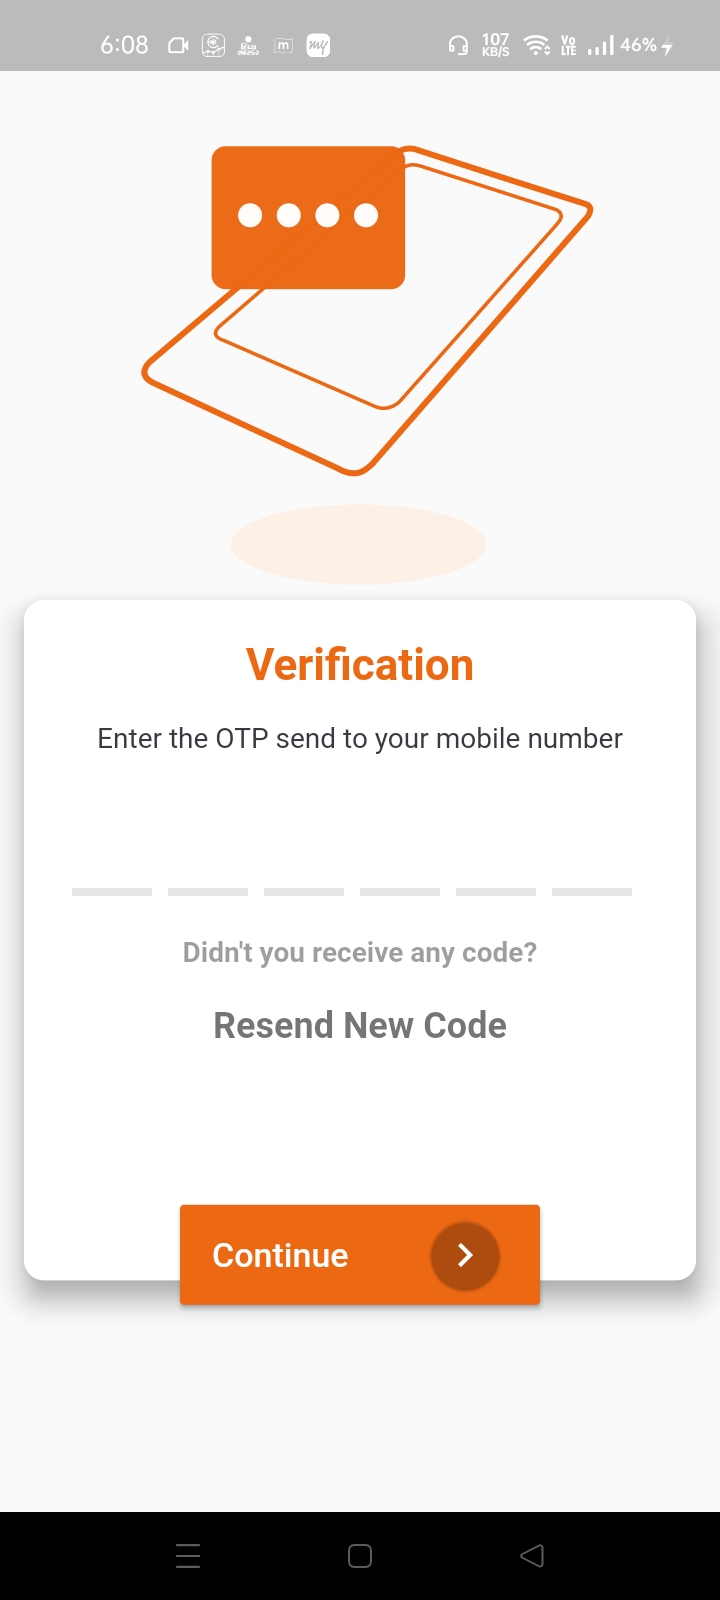 6:08
m
my
107
KB/S
Vo
LTE
46%
Verification
Enter the OTP send to your mobile number
Didn't you receive any code?
Resend New Code
Continue